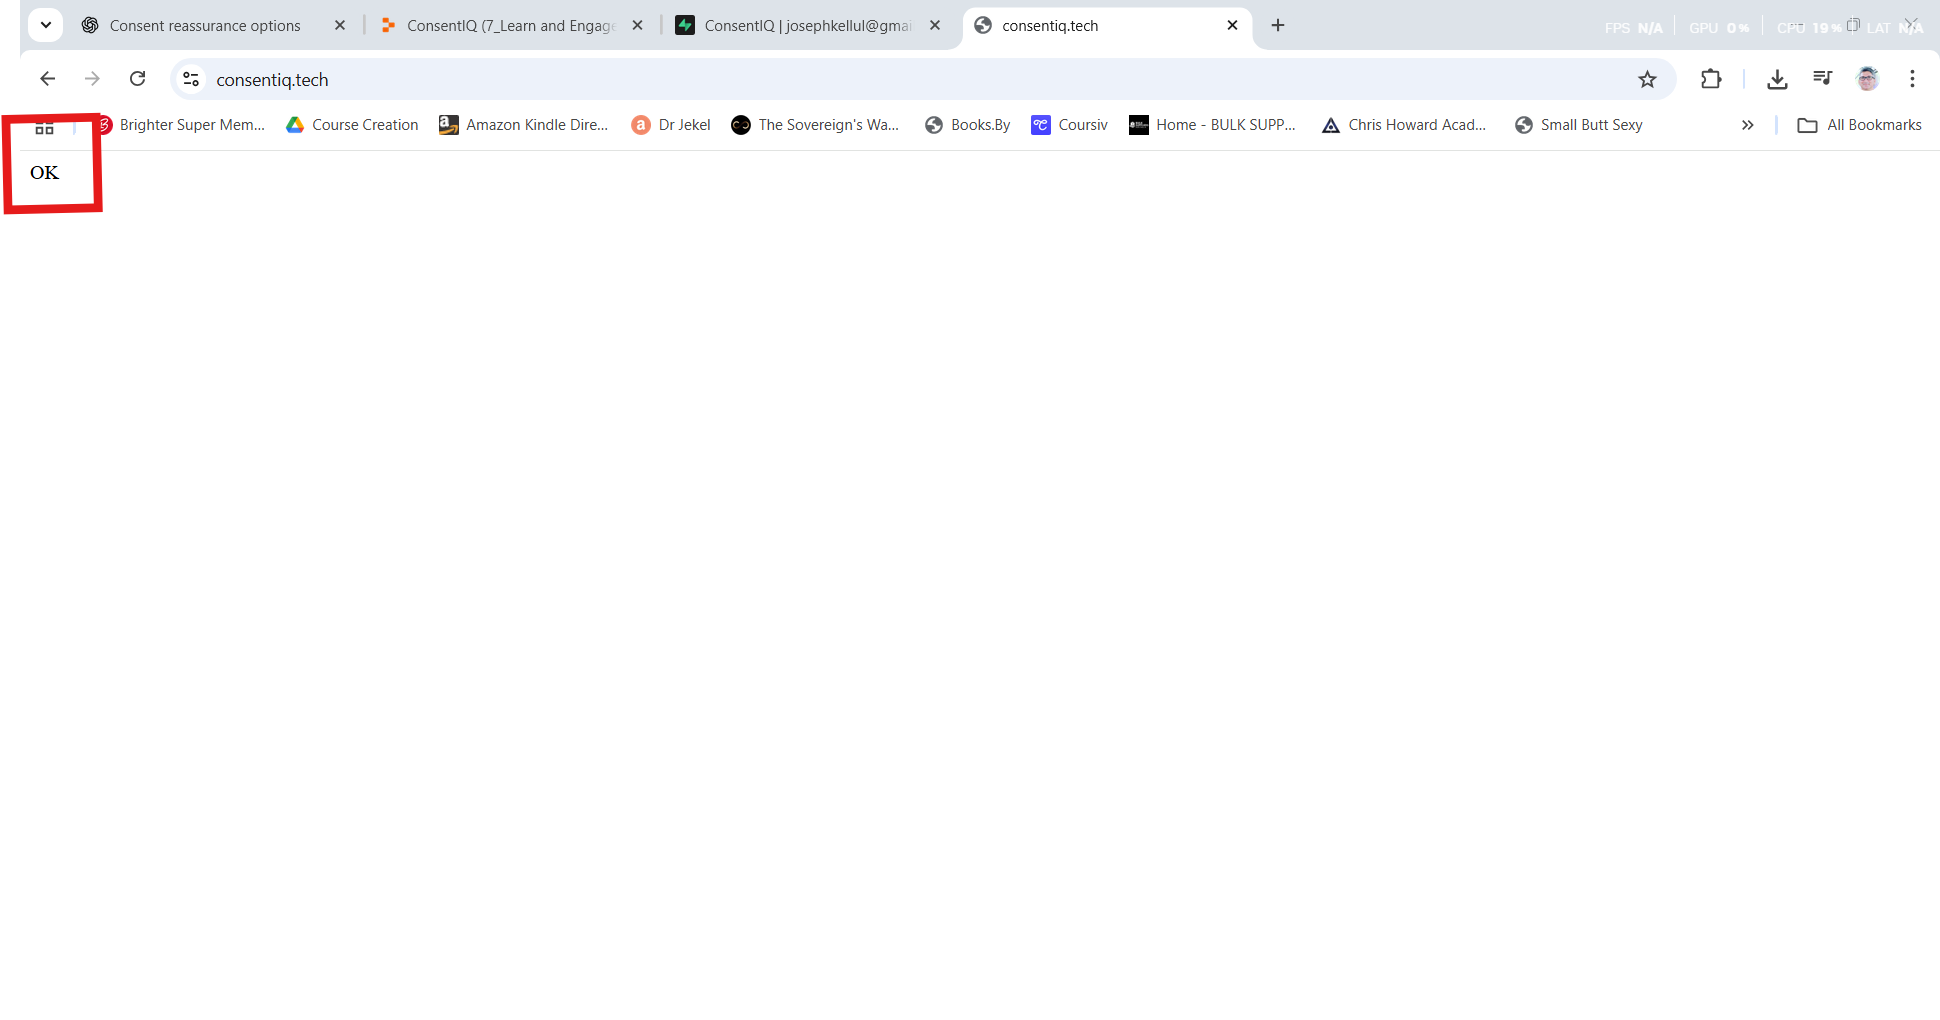 Consent reassurance options
ConsentIQ (7_Learn and Engage
ConsentIQ | josephkellul@gmai
consentiq.tech
FPS N/A GPU 0% CPU 19% LAT N/A
consentiq.tech
Brighter Super Mem... Course Creation Amazon Kindle Dire... Dr Jekel The Sovereign's Wa... Books.By Coursiv Home - BULK SUPP... Chris Howard Acad... Small Butt Sexy All Bookmarks
OK